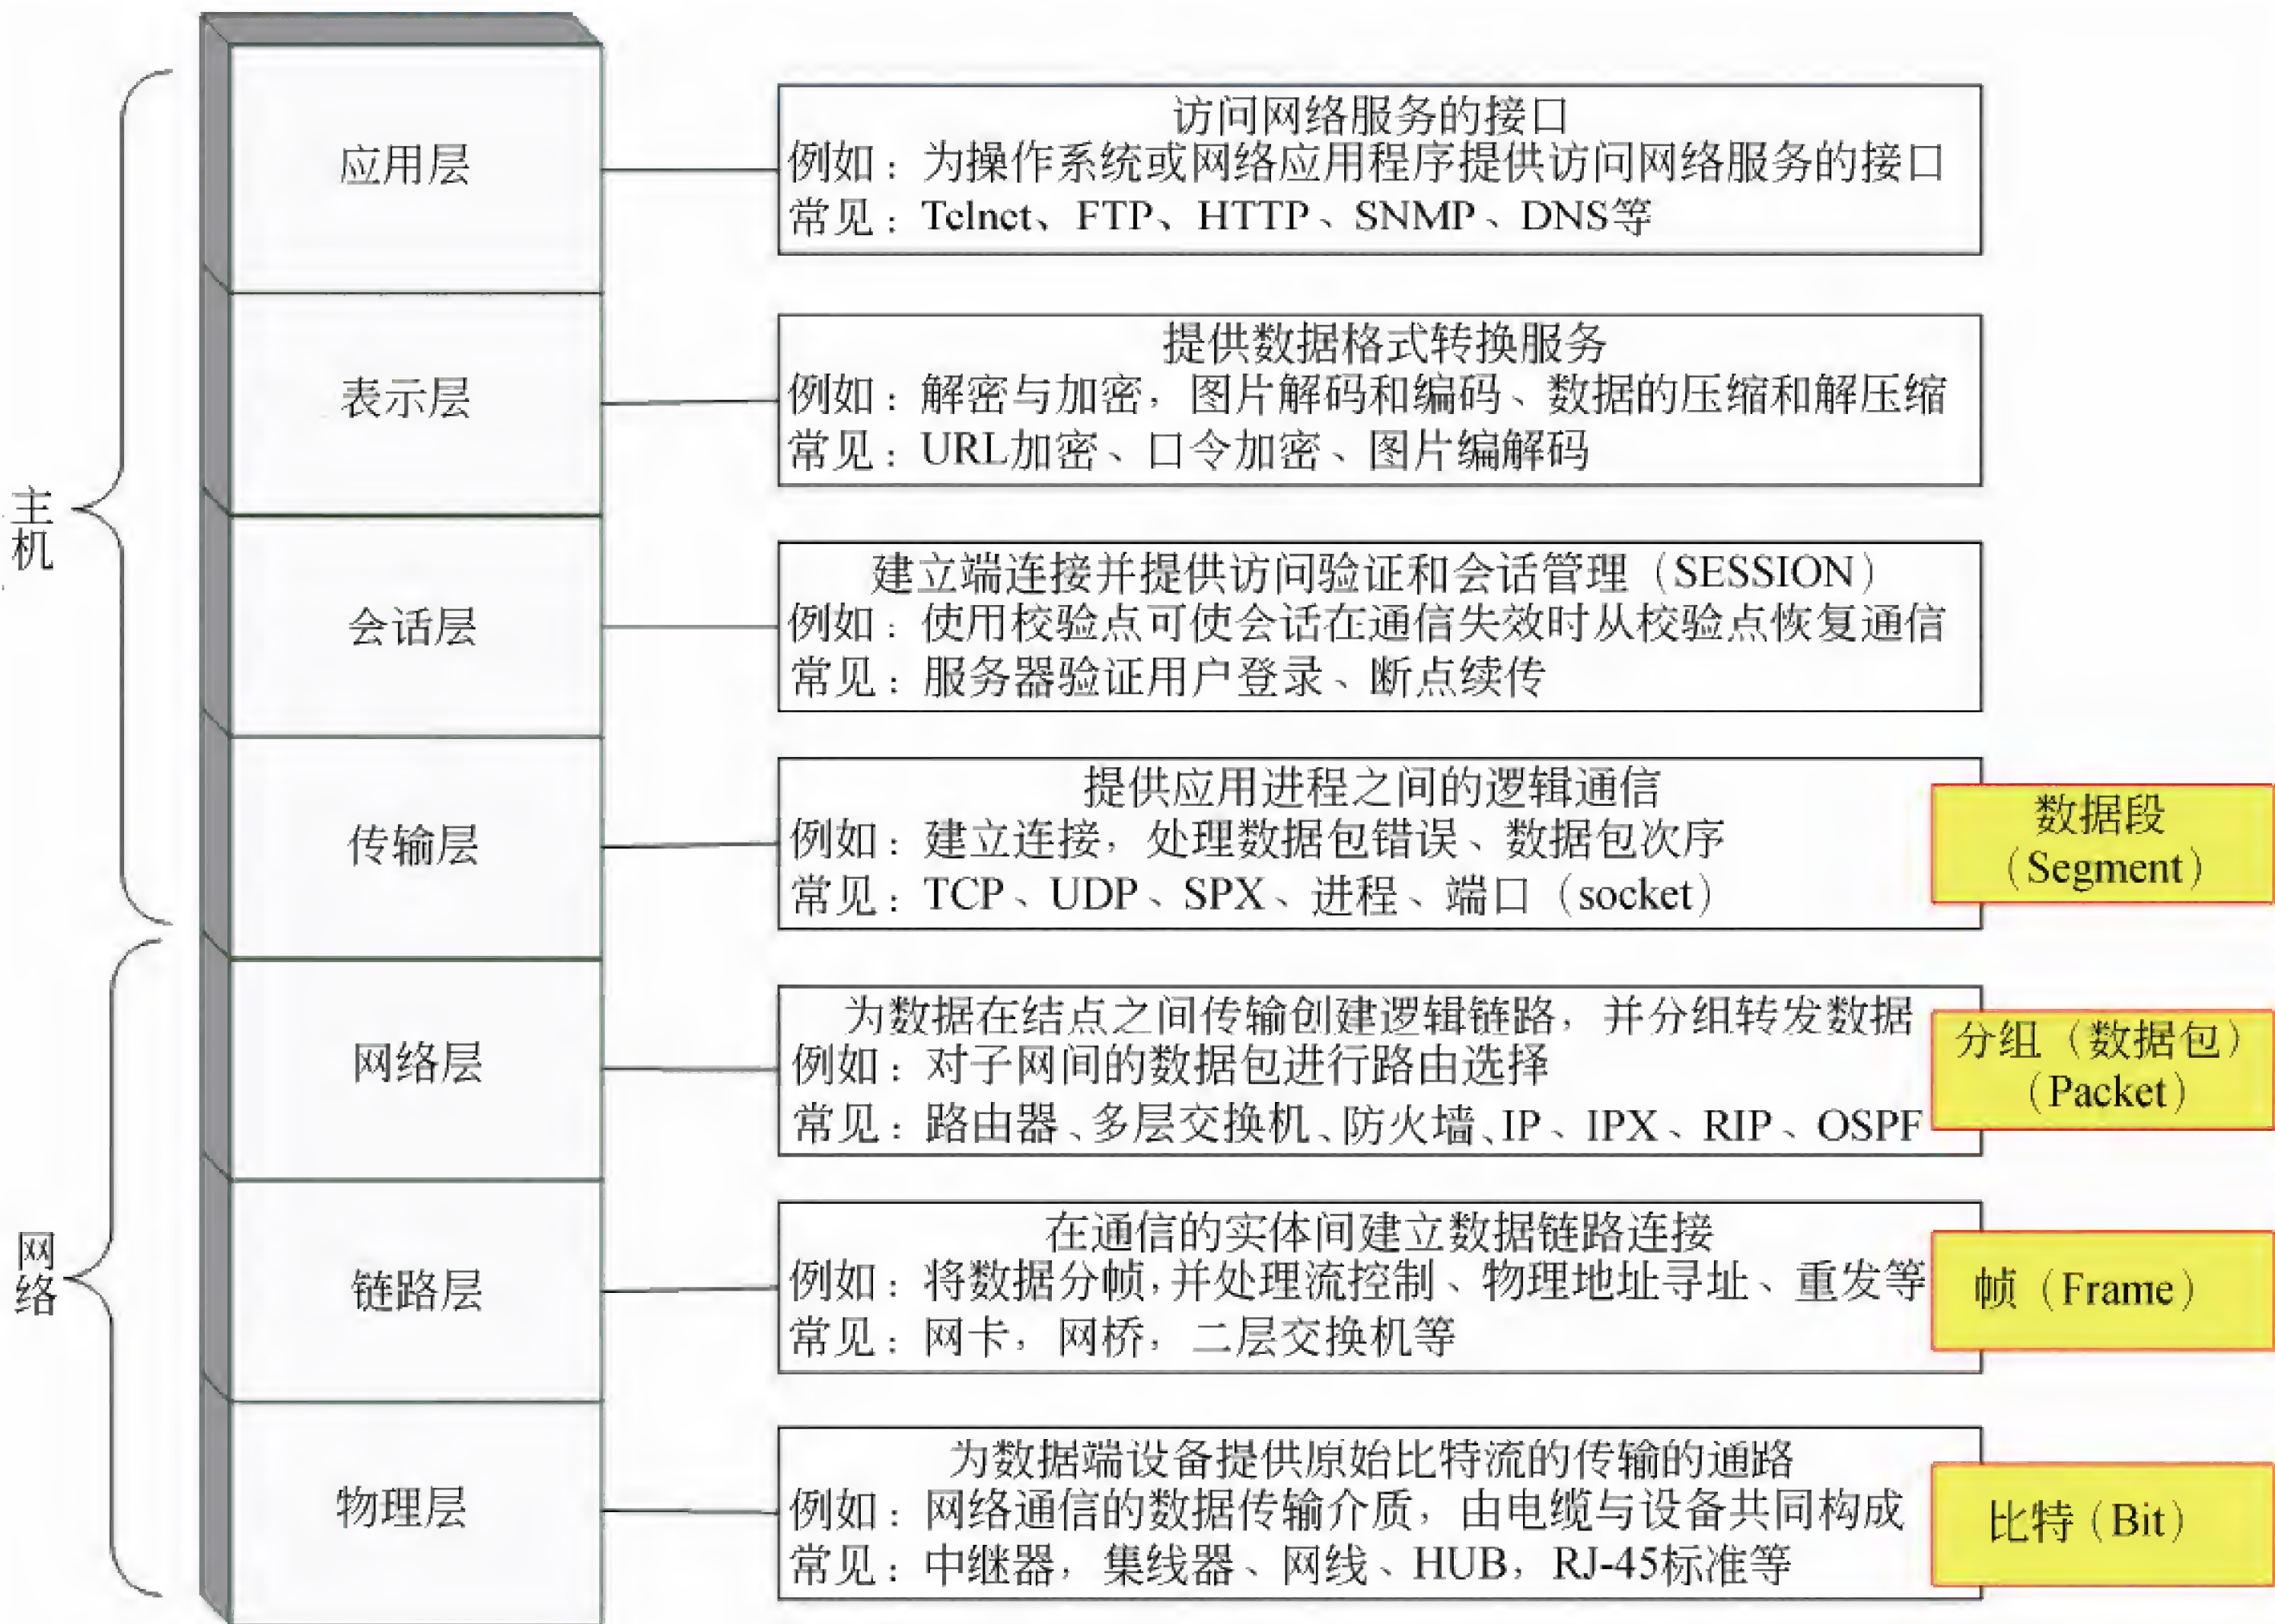 主机
应用层
访问网络服务的接口
例如：为操作系统或网络应用程序提供访问网络服务的接口
常见：Telnet、FTP、HTTP、SNMP、DNS等
表示层
提供数据格式转换服务
例如：解密与加密，图片解码和编码、数据的压缩和解压缩
常见：URL加密、口令加密、图片编解码
会话层
建立端连接并提供访问验证和会话管理（SESSION）
例如：使用校验点可使会话在通信失效时从校验点恢复通信
常见：服务器验证用户登录、断点续传
传输层
提供应用进程之间的逻辑通信
例如：建立连接，处理数据包错误、数据包次序
常见：TCP、UDP、SPX、进程、端口（socket）
数据段
（Segment）
网络
网络层
为数据在结点之间传输创建逻辑链路，并分组转发数据
例如：对子网间的数据包进行路由选择
常见：路由器、多层交换机、防火墙、IP、IPX、RIP、OSPF
分组（数据包）
（Packet）
链路层
在通信的实体间建立数据链路连接
例如：将数据分帧，并处理流控制、物理地址寻址、重发等
常见：网卡，网桥，二层交换机等
帧（Frame）
物理层
为数据端设备提供原始比特流的传输的通路
例如：网络通信的数据传输介质，由电缆与设备共同构成
常见：中继器，集线器、网线、HUB，RJ-45标准等
比特（Bit）